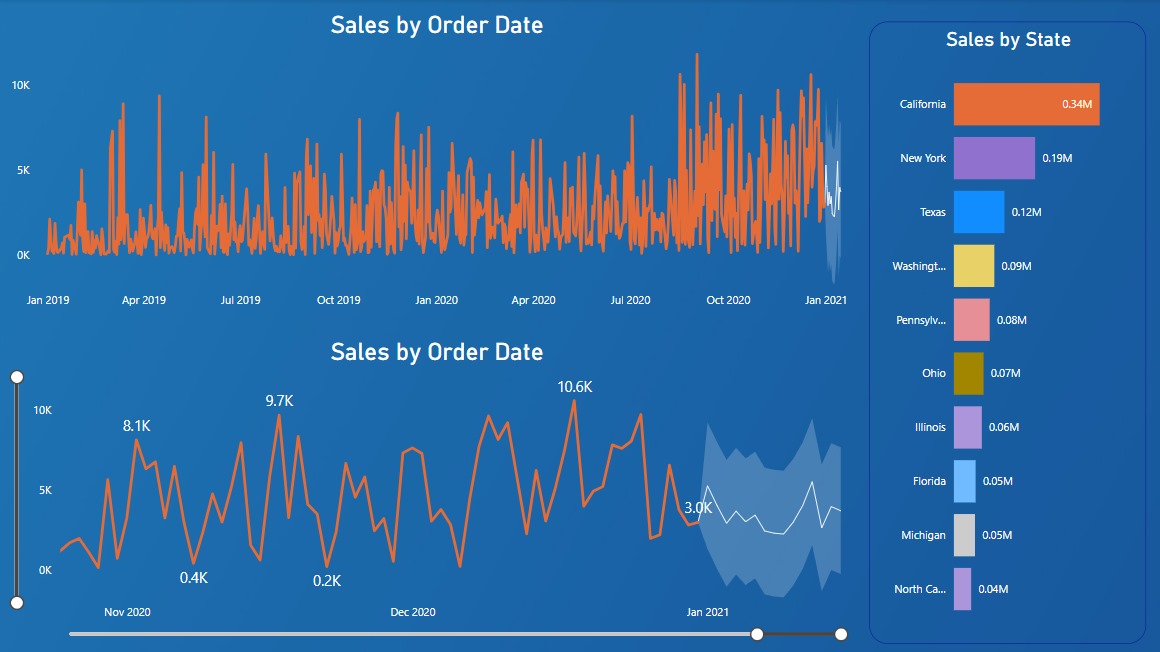 Sales by Order Date
10K
5K
0K
Jan 2019 Apr 2019 Jul 2019 Oct 2019 Jan 2020 Apr 2020 Jul 2020 Oct 2020 Jan 2021
Sales by Order Date
10K
5K
0K
8.1K
9.7K
10.6K
3.0K
0.4K
0.2K
Nov 2020 Dec 2020 Jan 2021
Sales by State
California 0.34M
New York 0.19M
Texas 0.12M
Washingt... 0.09M
Pennsylv... 0.08M
Ohio 0.07M
Illinois 0.06M
Florida 0.05M
Michigan 0.05M
North Ca... 0.04M